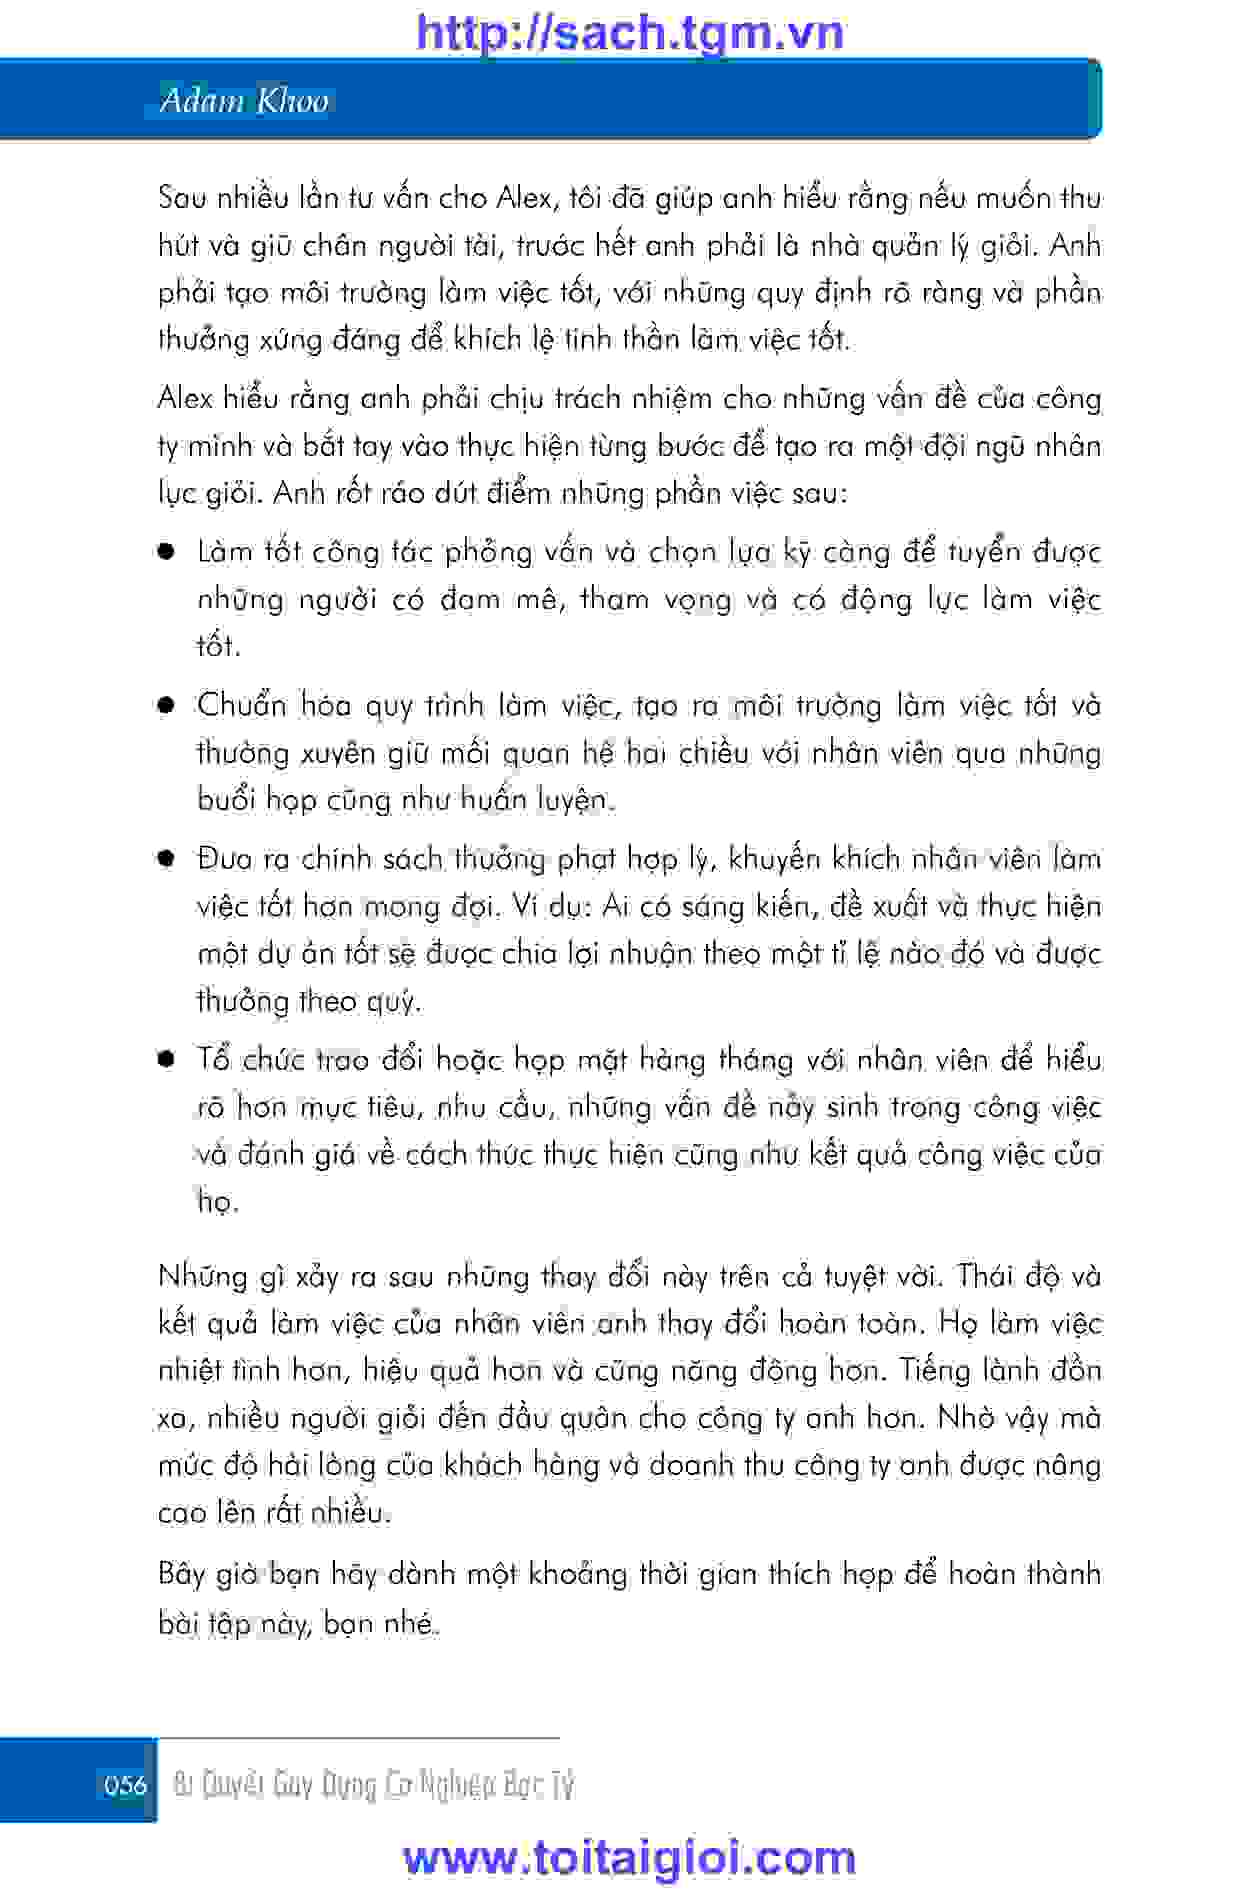 http://sach.tgm.vn
Adam Khoo
Sau nhiều lần tư vấn cho Alex, tôi đã giúp anh hiểu rằng nếu muốn thu
hút và giữ chân người tài, trước hết anh phải là nhà quản lý giỏi. Anh
phải tạo môi trường làm việc tốt, với những quy định rõ ràng và phần
thưởng xứng đáng để khích lệ tinh thần làm việc tốt.
Alex hiểu rằng anh phải chịu trách nhiệm cho những vấn đề của công
ty mình và bắt tay vào thực hiện từng bước để tạo ra một đội ngũ nhân
lực giỏi. Anh rốt ráo dứt điểm những phần việc sau:
● Làm tốt công tác phỏng vấn và chọn lựa kỹ càng để tuyển được
những người có đam mê, tham vọng và có động lực làm việc
tốt.
● Chuẩn hóa quy trình làm việc, tạo ra môi trường làm việc tốt và
thường xuyên giữ mối quan hệ hai chiều với nhân viên qua những
buổi họp cũng như huấn luyện.
● Đưa ra chính sách thưởng phạt hợp lý, khuyến khích nhân viên làm
việc tốt hơn mong đợi. Ví dụ: Ai có sáng kiến, đề xuất và thực hiện
một dự án tốt sẽ được chia lợi nhuận theo một tỉ lệ nào đó và được
thưởng theo quý.
● Tổ chức trao đổi hoặc họp mặt hàng tháng với nhân viên để hiểu
rõ hơn mục tiêu, nhu cầu, những vấn đề nảy sinh trong công việc
và đánh giá về cách thức thực hiện cũng như kết quả công việc của
họ.
Những gì xảy ra sau những thay đổi này trên cả tuyệt vời. Thái độ và
kết quả làm việc của nhân viên anh thay đổi hoàn toàn. Họ làm việc
nhiệt tình hơn, hiệu quả hơn và cũng năng động hơn. Tiếng lành đồn
xa, nhiều người giỏi đến đầu quân cho công ty anh hơn. Nhờ vậy mà
mức độ hài lòng của khách hàng và doanh thu công ty anh được nâng
cao lên rất nhiều.
Bây giờ bạn hãy dành một khoảng thời gian thích hợp để hoàn thành
bài tập này, bạn nhé.
056 Bí Quyết Gây Dựng Cơ Nghiệp Bạc Tỷ
www.toitaigioi.com